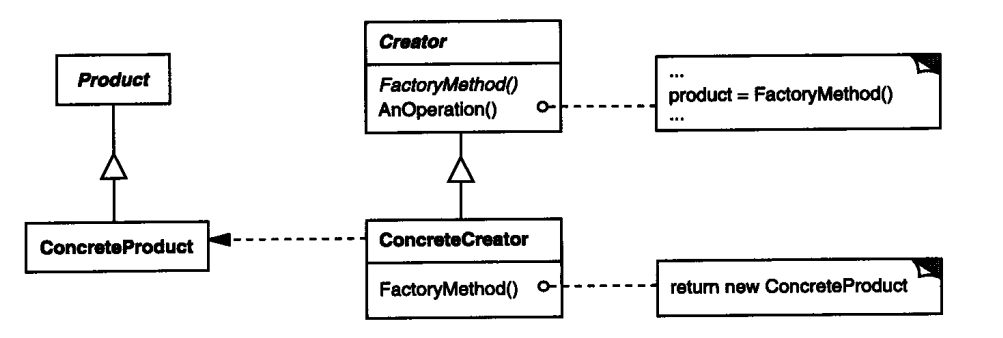 Product
ConcreteProduct
Creator
FactoryMethod()
AnOperation()
...
product = FactoryMethod()
...
ConcreteCreator
FactoryMethod()
return new ConcreteProduct